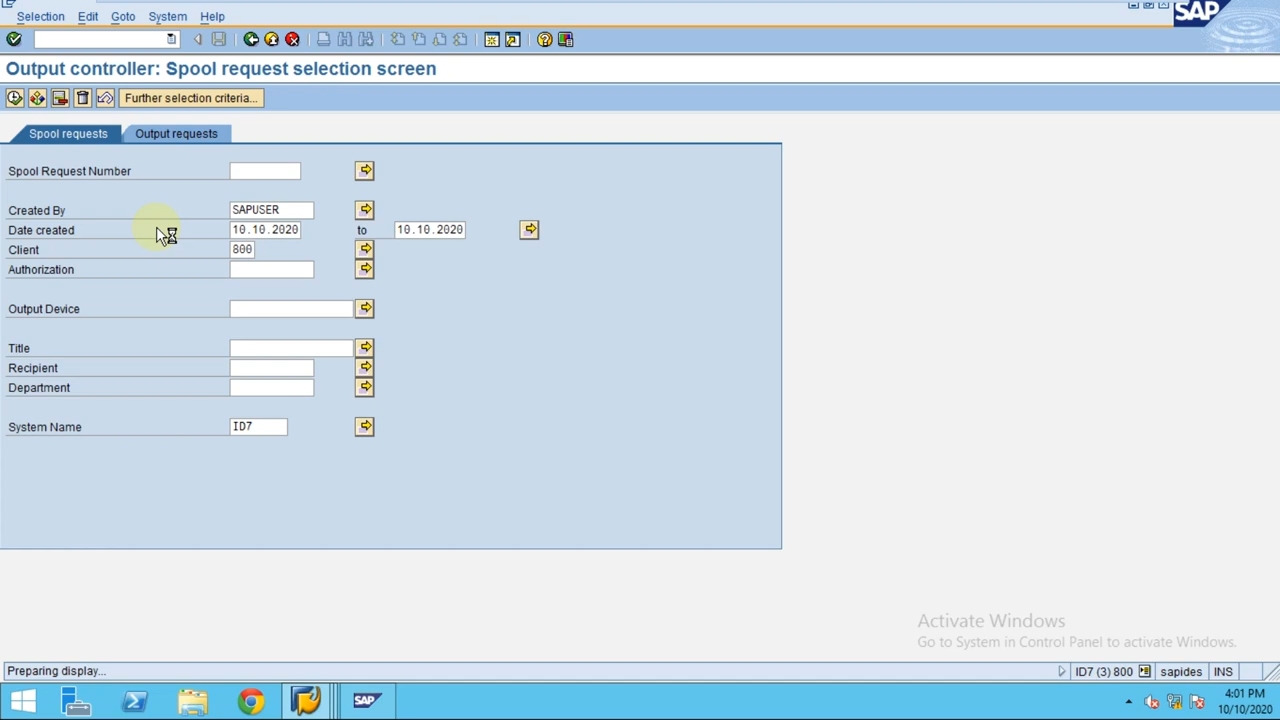 Selection Edit Goto System Help
SAP
Output controller: Spool request selection screen
Further selection criteria...
Spool requests Output requests
Spool Request Number
Created By SAPUSER
Date created 10.10.2020 to 10.10.2020
Client 800
Authorization
Output Device
Title
Recipient
Department
System Name ID7
Activate Windows
Go to System in Control Panel to activate Windows.
Preparing display... ID7 (3) 800 sapides INS
SAP
4:01 PM
10/10/2020